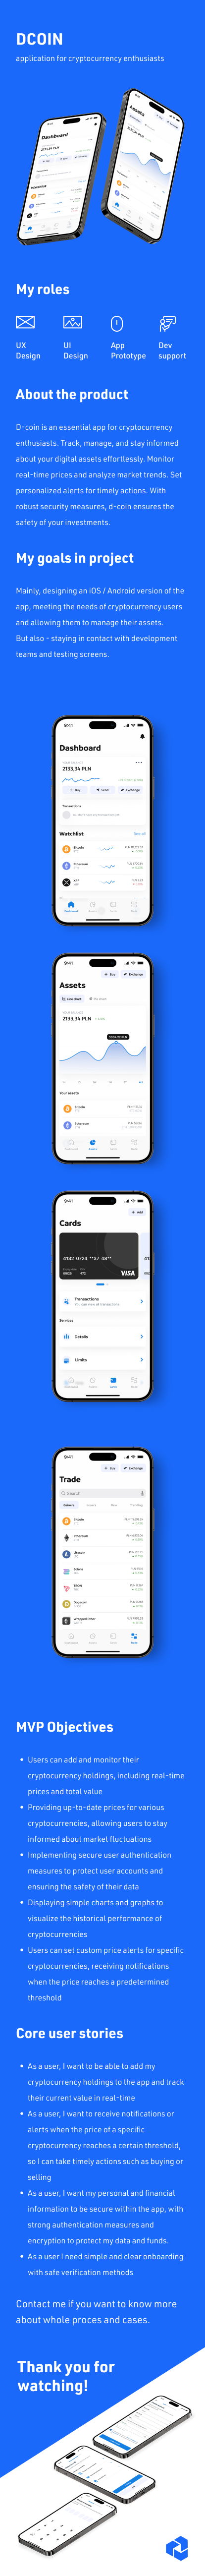 DCOIN
application for cryptocurrency enthusiasts
Dashboard
Assets
My roles
UX
Design
UI
Design
App
Prototype
Dev
support
About the product
D-coin is an essential app for cryptocurrency
enthusiasts. Track, manage, and stay informed
about your digital assets effortlessly. Monitor
real-time prices and analyze market trends. Set
personalized alerts for timely actions. With
robust security measures, d-coin ensures the
safety of your investments.
My goals in project
Mainly, designing an iOS / Android version of the
app, meeting the needs of cryptocurrency users
and allowing them to manage their assets.
But also - staying in contact with development
teams and testing screens.
9:41
Dashboard
2133,34 PLN
+ Buy
Send
Exchange
Transactions
Watchlist
See all
Bitcoin
Ethereum
XRP
9:41
+ Buy
Exchange
Assets
Line chart
2133,34 PLN
Your assets
Bitcoin
Ethereum
9:41
+ Add
Cards
4132 0724 **37 46**
41
VISA
Transactions
You can view all transactions
Services
Details
Limits
9:41
+ Buy
Exchange
Trade
Search
Bitcoin
Ethereum
Litecoin
Solana
TRON
Dogecoin
Wrapped Ether
MVP Objectives
• Users can add and monitor their
cryptocurrency holdings, including real-time
prices and total value
• Providing up-to-date prices for various
cryptocurrencies, allowing users to stay
informed about market fluctuations
• Implementing secure user authentication
measures to protect user accounts and
ensuring the safety of their data
• Displaying simple charts and graphs to
visualize the historical performance of
cryptocurrencies
• Users can set custom price alerts for specific
cryptocurrencies, receiving notifications
when the price reaches a predetermined
threshold
Core user stories
• As a user, I want to be able to add my
cryptocurrency holdings to the app and track
their current value in real-time
• As a user, I want to receive notifications or
alerts when the price of a specific
cryptocurrency reaches a certain threshold,
so I can take timely actions such as buying or
selling
• As a user, I want my personal and financial
information to be secure within the app, with
strong authentication measures and
encryption to protect my data and funds.
• As a user I need simple and clear onboarding
with safe verification methods
Contact me if you want to know more
about whole proces and cases.
Thank you for
watching!